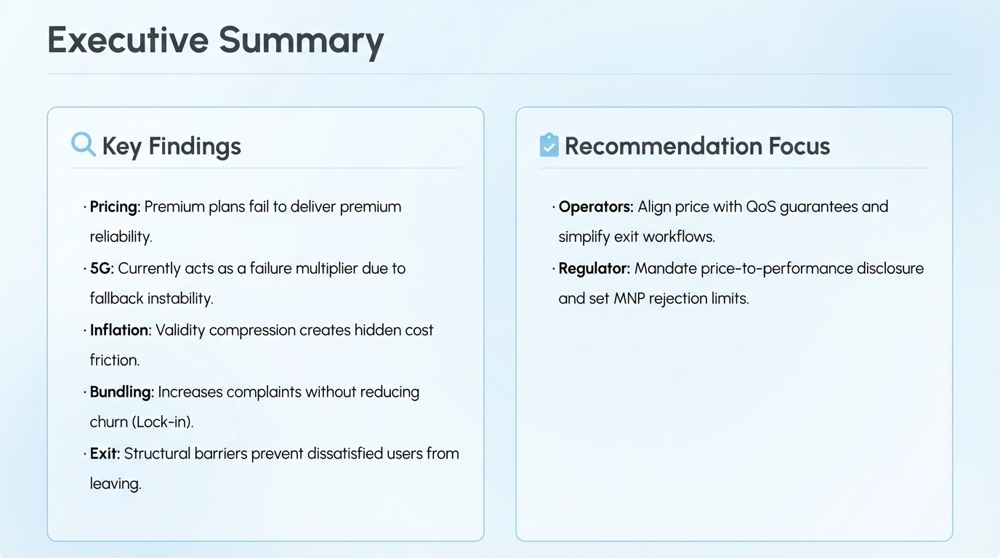 Executive Summary
Key Findings
· Pricing: Premium plans fail to deliver premium
reliability.
· 5G: Currently acts as a failure multiplier due to
fallback instability.
· Inflation: Validity compression creates hidden cost
friction.
· Bundling: Increases complaints without reducing
churn (Lock-in).
· Exit: Structural barriers prevent dissatisfied users from
leaving.
Recommendation Focus
· Operators: Align price with QoS guarantees and
simplify exit workflows.
· Regulator: Mandate price-to-performance disclosure
and set MNP rejection limits.